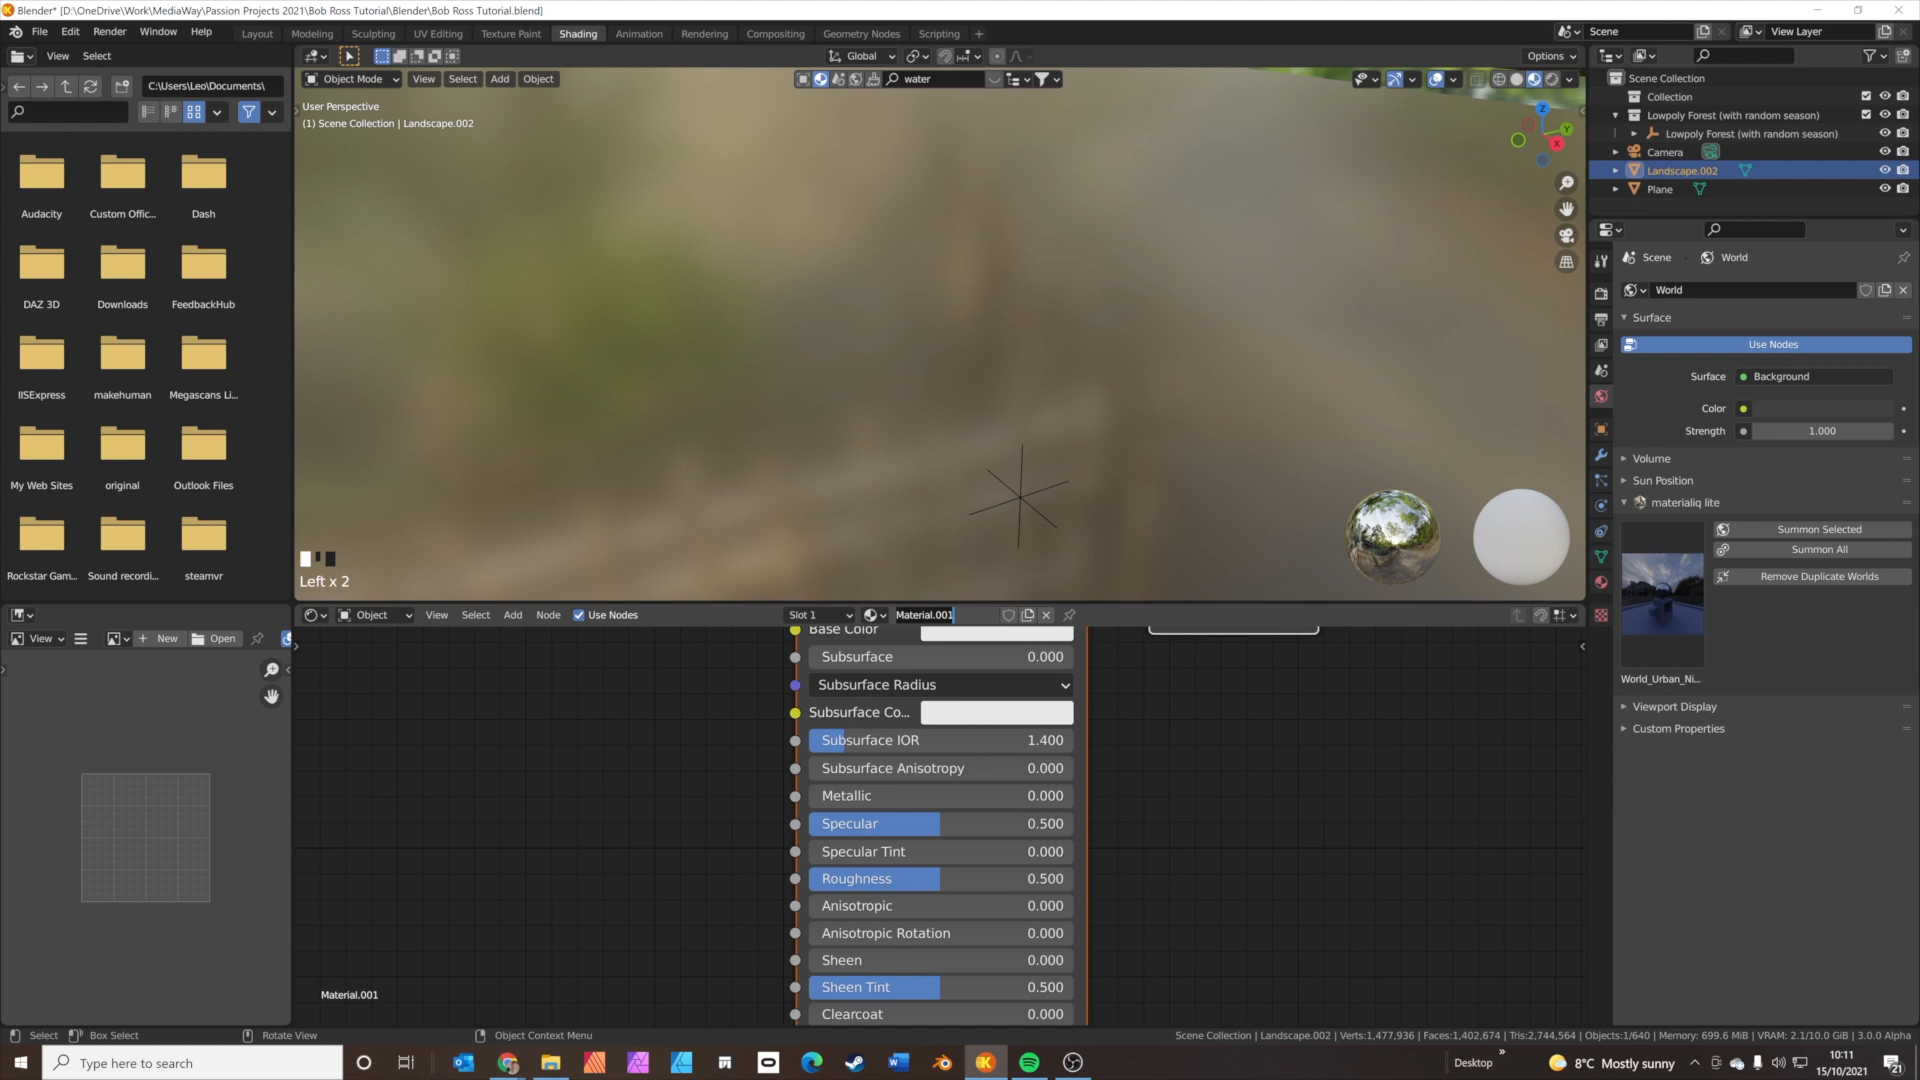 Blender* [D:\OneDrive\Work\MediaWay\Passion Projects 2021\Bob Ross Tutorial\Blender\Bob Ross Tutorial.blend]
File Edit Render Window Help
Layout Modeling Sculpting UV Editing Texture Paint Shading Animation Rendering Compositing Geometry Nodes Scripting +
Scene
View Layer
View Select
Global
Options
C:\Users\Leo\Documents\
Object Mode View Select Add Object
water
User Perspective
(1) Scene Collection | Landscape.002
Z
Y
X
Audacity Custom Offic... Dash
DAZ 3D Downloads FeedbackHub
IISExpress makehuman Megascans Li...
My Web Sites original Outlook Files
Rockstar Gam... Sound recordi... steamvr
Left x 2
Scene Collection
Collection
Lowpoly Forest (with random season)
Lowpoly Forest (with random season)
Camera
Landscape.002
Plane
Scene World
World
Surface
Use Nodes
Surface Background
Color
Strength 1.000
Volume
Sun Position
materialiq lite
Summon Selected
Summon All
Remove Duplicate Worlds
World_Urban_Ni...
Viewport Display
Custom Properties
View + New Open
Object View Select Add Node Use Nodes Slot 1 Material.001
Base Color
Subsurface 0.000
Subsurface Radius
Subsurface Co...
Subsurface IOR 1.400
Subsurface Anisotropy 0.000
Metallic 0.000
Specular 0.500
Specular Tint 0.000
Roughness 0.500
Anisotropic 0.000
Anisotropic Rotation 0.000
Sheen 0.000
Sheen Tint 0.500
Clearcoat 0.000
Material.001
Select Box Select Rotate View Object Context Menu
Scene Collection | Landscape.002 | Verts:1,477,936 | Faces:1,402,674 | Tris:2,744,564 | Objects:1/640 | Memory: 699.6 MiB | VRAM: 2.1/10.0 GiB | 3.0.0 Alpha
Type here to search
Desktop
8°C Mostly sunny
10:11
15/10/2021
21